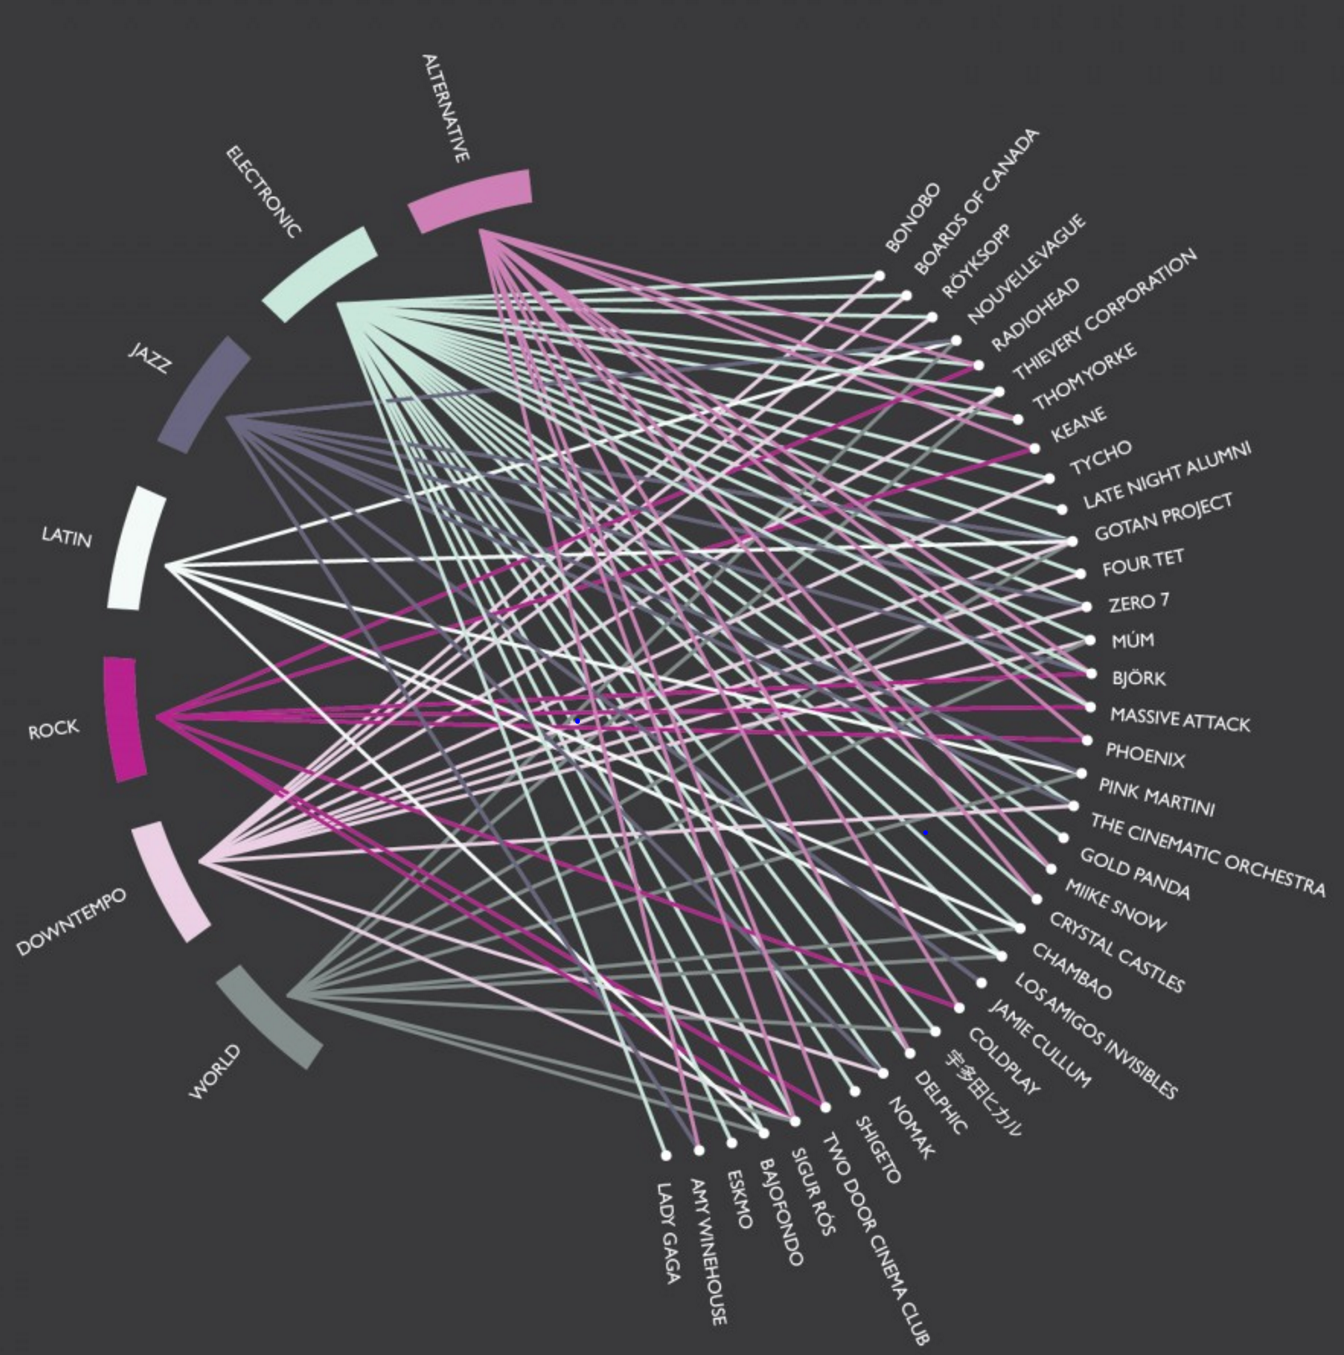 ALTERNATIVE
ELECTRONIC
JAZZ
LATIN
ROCK
DOWNTEMPO
WORLD
BONOBO
BOARDS OF CANADA
RÖYKSOPP
NOUVELLE VAGUE
RADIOHEAD
THIEVERY CORPORATION
THOM YORKE
KEANE
TYCHO
LATE NIGHT ALUMNI
GOTAN PROJECT
FOUR TET
ZERO 7
MÚM
BJÖRK
MASSIVE ATTACK
PHOENIX
PINK MARTINI
THE CINEMATIC ORCHESTRA
GOLD PANDA
MIIKE SNOW
CRYSTAL CASTLES
CHAMBAO
LOS AMIGOS INVISIBLES
JAMIE CULLUM
COLDPLAY
宇多田ヒカル
DELPHIC
NOMAK
SHIGETO
TWO DOOR CINEMA CLUB
SIGUR RÓS
BAJOFONDO
ESKMO
AMY WINEHOUSE
LADY GAGA